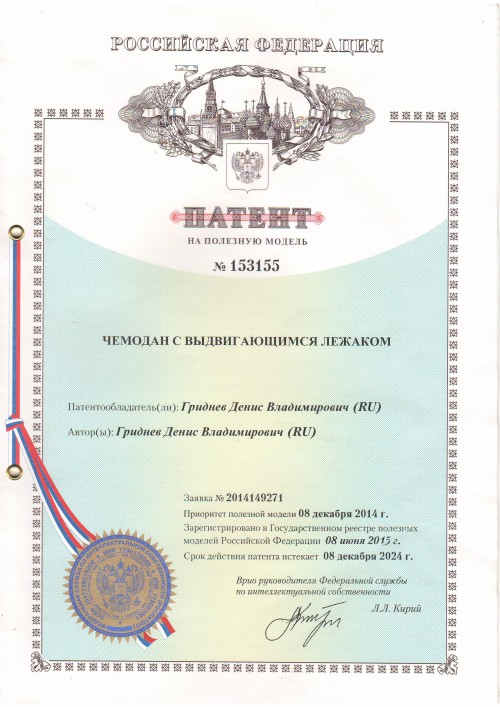 РОССИЙСКАЯ ФЕДЕРАЦИЯ
ПАТЕНТ
НА ПОЛЕЗНУЮ МОДЕЛЬ
№ 153155
ЧЕМОДАН С ВЫДВИГАЮЩИМСЯ ЛЕЖАКОМ
Патентообладатель(ли): Гриднев Денис Владимирович (RU)
Автор(ы): Гриднев Денис Владимирович (RU)
Заявка № 2014149271
Приоритет полезной модели 08 декабря 2014 г.
Зарегистрировано в Государственном реестре полезных
моделей Российской Федерации 08 июня 2015 г.
Срок действия патента истекает 08 декабря 2024 г.
Врио руководителя Федеральной службы
по интеллектуальной собственности
Л.Л. Кирий